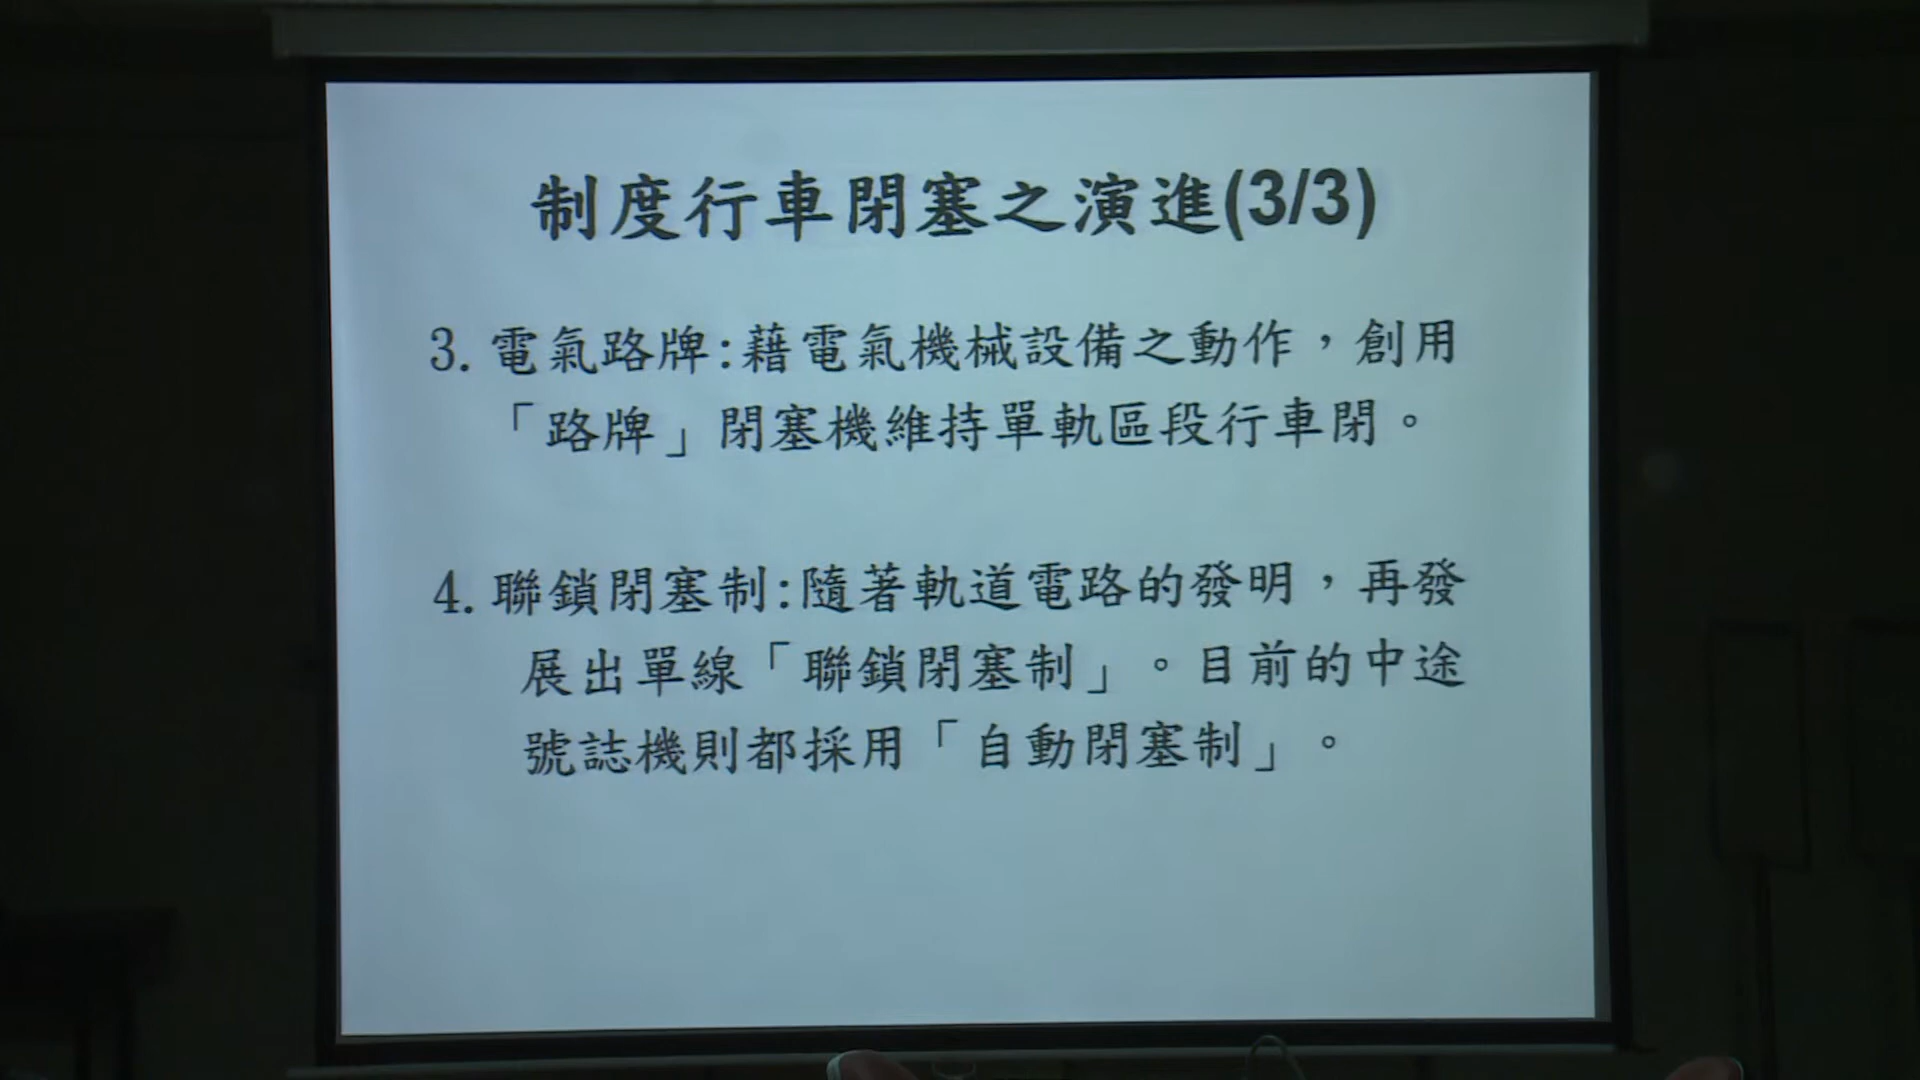 制度行車閉塞之演進(3/3)
3. 電氣路牌:藉電氣機械設備之動作，創用
「路牌」閉塞機維持單軌區段行車閉。
4. 聯鎖閉塞制:隨著軌道電路的發明，再發
展出單線「聯鎖閉塞制」。目前的中途
號誌機則都採用「自動閉塞制」。